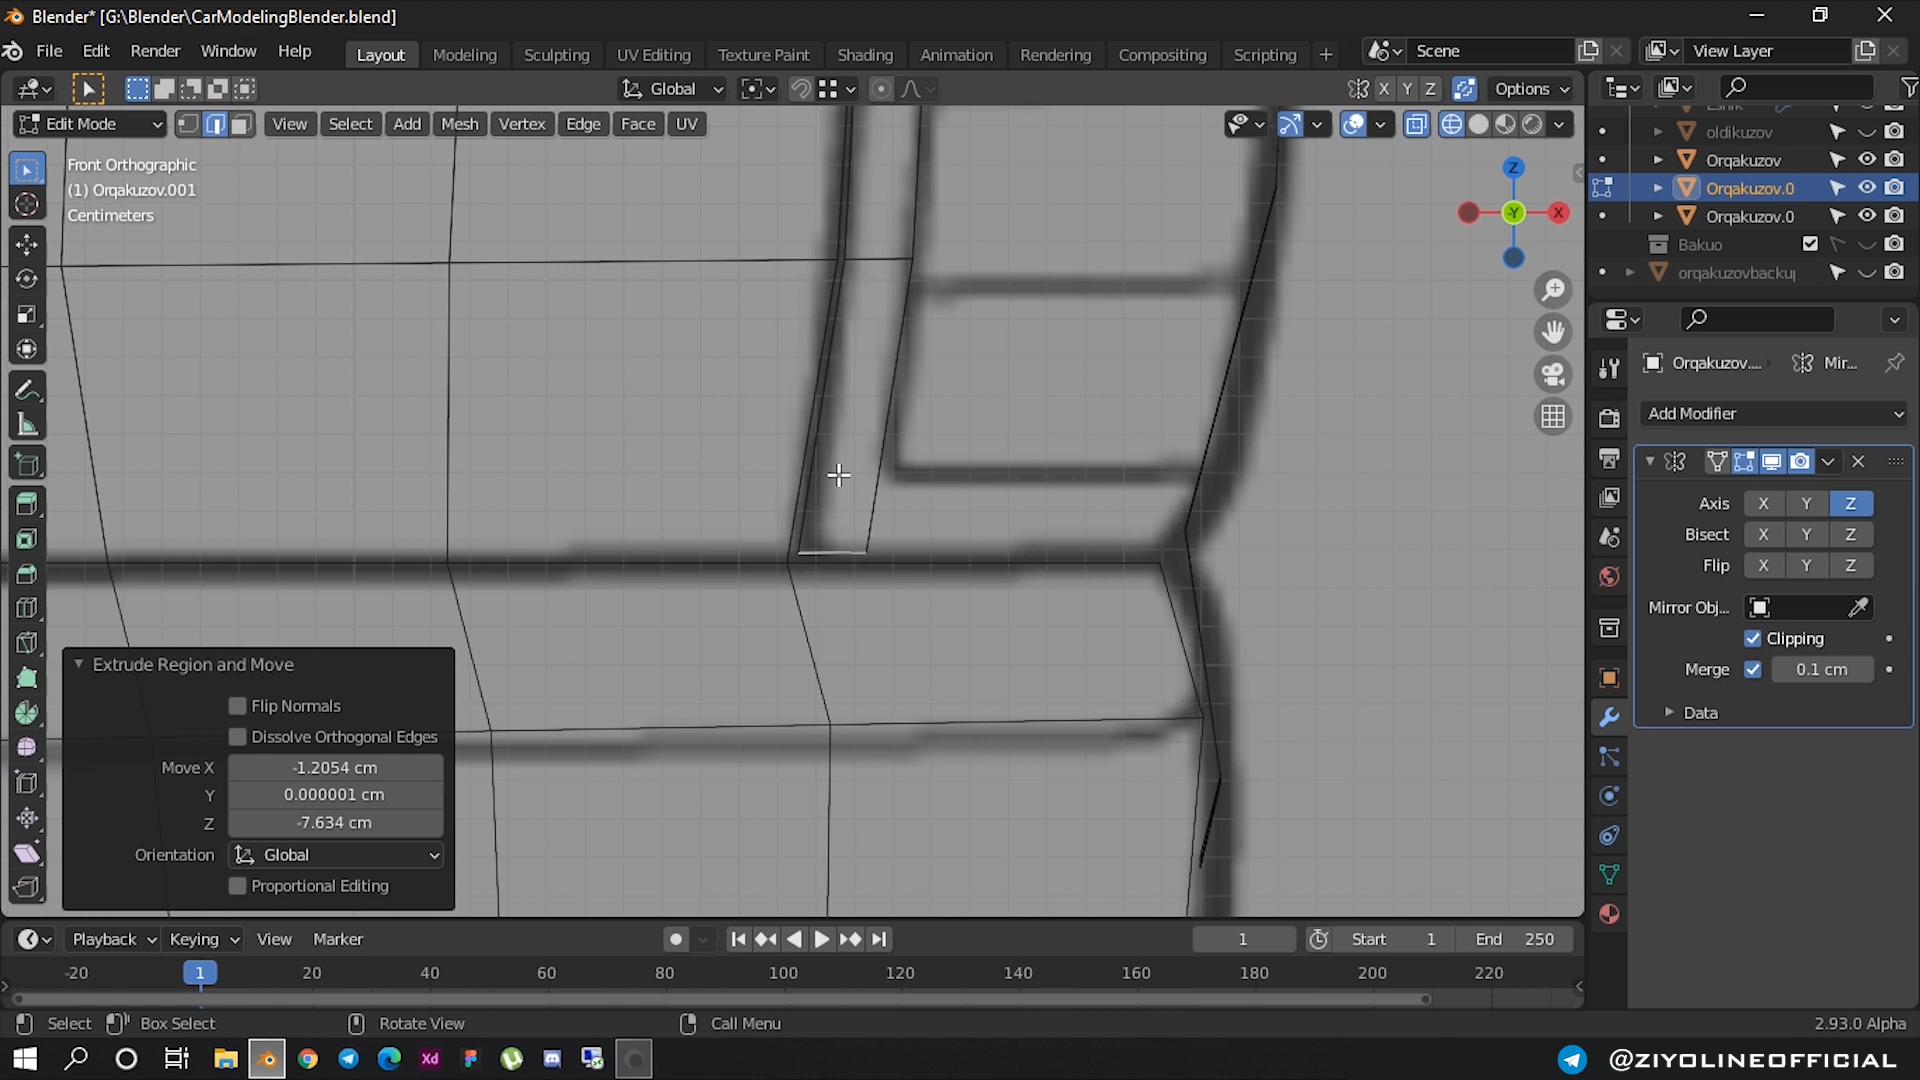 Blender* [G:\Blender\CarModelingBlender.blend]
File Edit Render Window Help
Layout Modeling Sculpting UV Editing Texture Paint Shading Animation Rendering Compositing Scripting +
Scene
View Layer
Global
X Y Z
Options
Edit Mode
View Select Add Mesh Vertex Edge Face UV
Front Orthographic
(1) Orqakuzov.001
Centimeters
Z
-Y
X
oldikuzov
Orqakuzov
Orqakuzov.0
Orqakuzov.0
Bakuo
orqakuzovbackup
Orqakuzov.... Mir...
Add Modifier
Axis X Y Z
Bisect X Y Z
Flip X Y Z
Mirror Obj...
Clipping
Merge 0.1 cm
Data
Extrude Region and Move
Flip Normals
Dissolve Orthogonal Edges
Move X -1.2054 cm
Y 0.000001 cm
Z -7.634 cm
Orientation Global
Proportional Editing
Playback Keying View Marker
1
Start 1
End 250
-20 1 20 40 60 80 100 120 140 160 180 200 220
Select Box Select Rotate View Call Menu
2.93.0 Alpha
Xd
@ZIYOLINEOFFICIAL